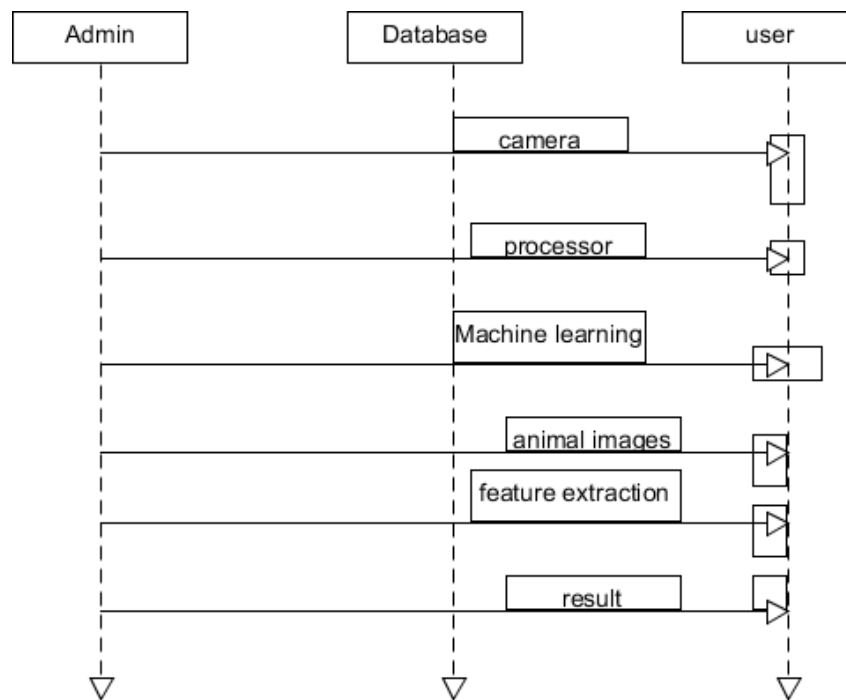 Admin
Database
user
camera
processor
Machine learning
animal images
feature extraction
result